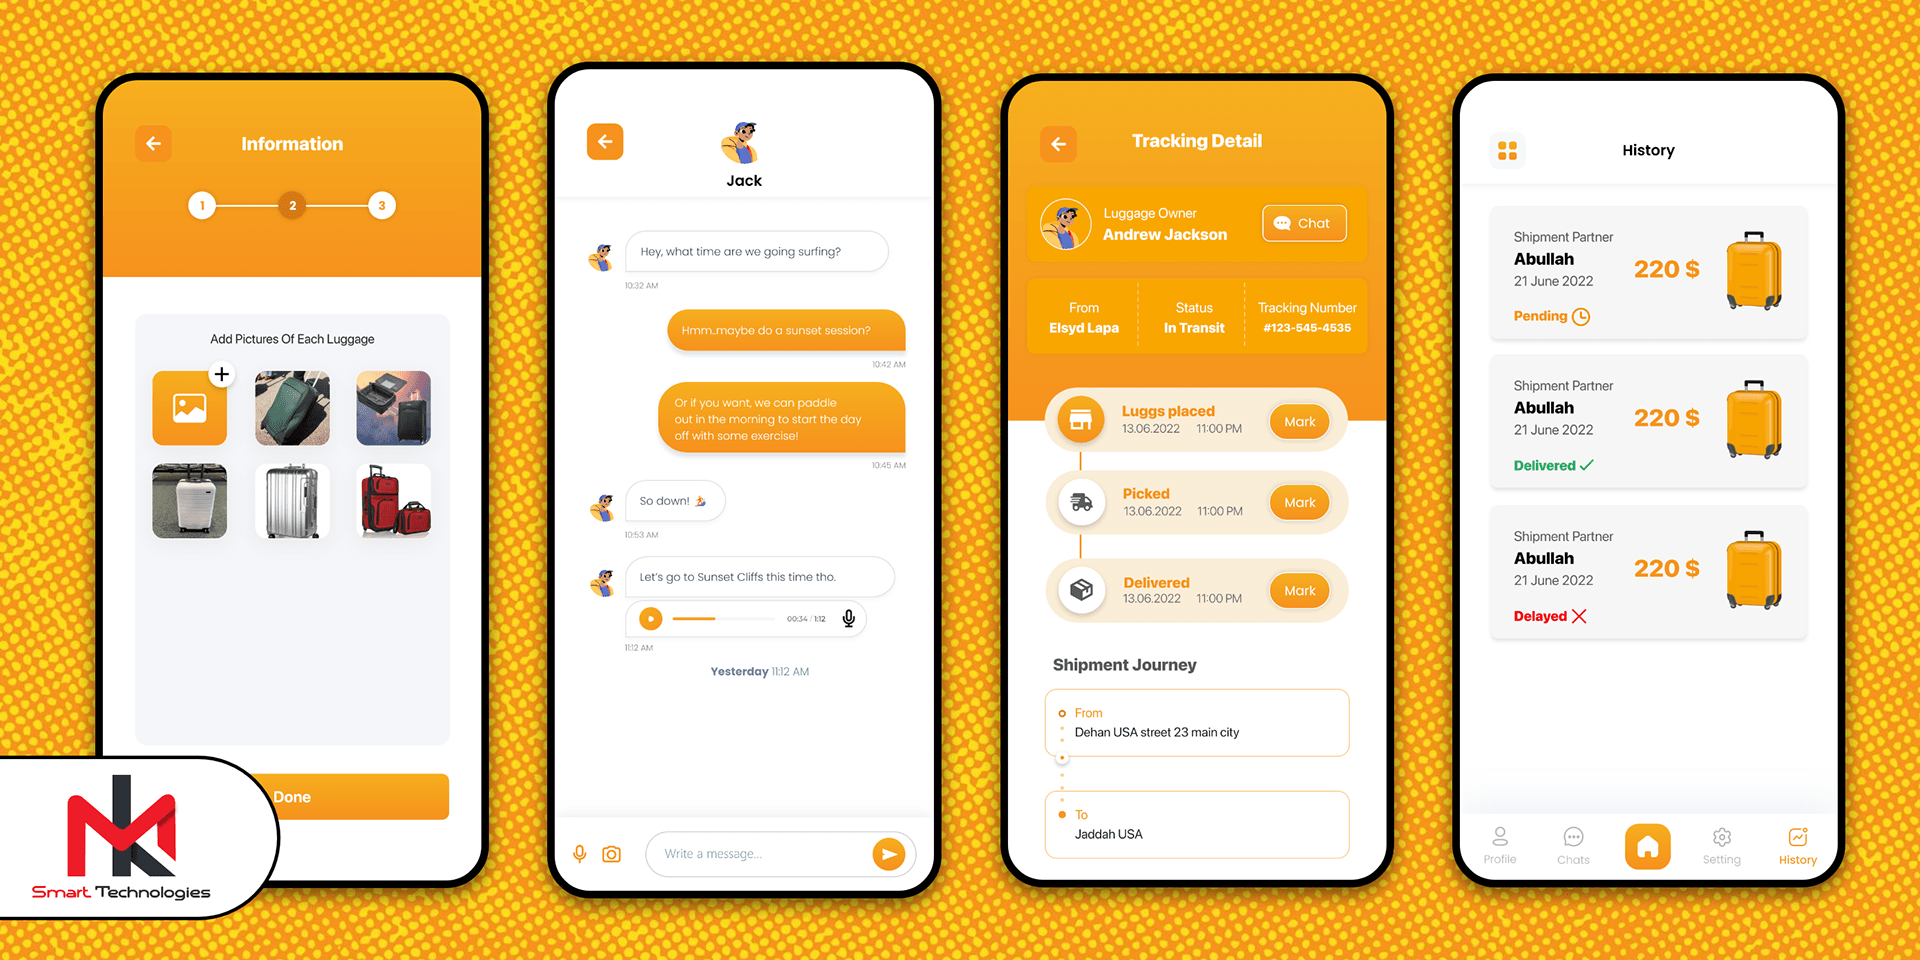 Information
1
2
3
Add Pictures Of Each Luggage
Done
MK
Smart Technologies
Jack
Hey, what time are we going surfing?
10:32 AM
Hmm..maybe do a sunset session?
10:42 AM
Or if you want, we can paddle
out in the morning to start the day
off with some exercise!
10:45 AM
So down!
10:53 AM
Let's go to Sunset Cliffs this time tho.
00:34 / 1:12
11:12 AM
Yesterday 11:12 AM
Write a message...
Tracking Detail
Luggage Owner
Andrew Jackson
Chat
From
Elsyd Lapa
Status
In Transit
Tracking Number
#123-545-4535
Luggs placed
13.06.2022 11:00 PM
Mark
Picked
13.06.2022 11:00 PM
Mark
Delivered
13.06.2022 11:00 PM
Mark
Shipment Journey
From
Dehan USA street 23 main city
To
Jaddah USA
History
Shipment Partner
Abullah
21 June 2022
220 $
Pending
Shipment Partner
Abullah
21 June 2022
220 $
Delivered
Shipment Partner
Abullah
21 June 2022
220 $
Delayed
Profile
Chats
Setting
History